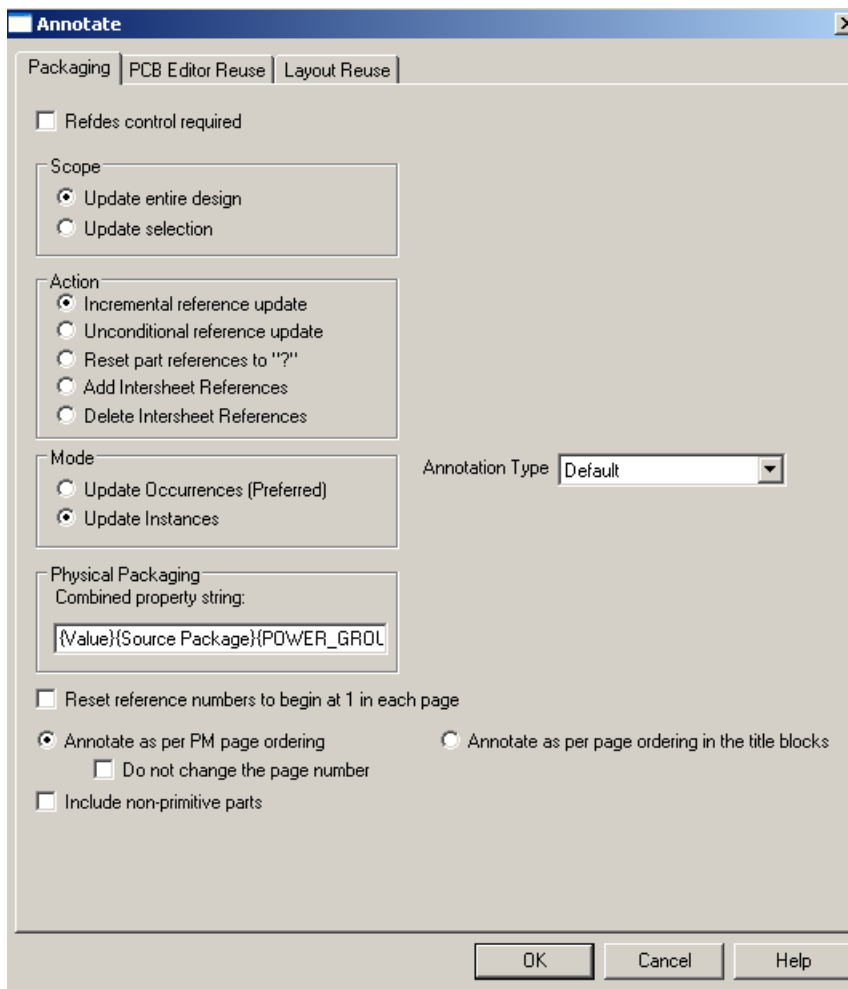 Annotate
Packaging PCB Editor Reuse Layout Reuse
Refdes control required
Scope
Update entire design
Update selection
Action
Incremental reference update
Unconditional reference update
Reset part references to "?"
Add Intersheet References
Delete Intersheet References
Mode
Update Occurrences (Preferred)
Update Instances
Annotation Type Default
Physical Packaging
Combined property string:
{Value}{Source Package}{POWER_GROU
Reset reference numbers to begin at 1 in each page
Annotate as per PM page ordering Annotate as per page ordering in the title blocks
Do not change the page number
Include non-primitive parts
OK Cancel Help